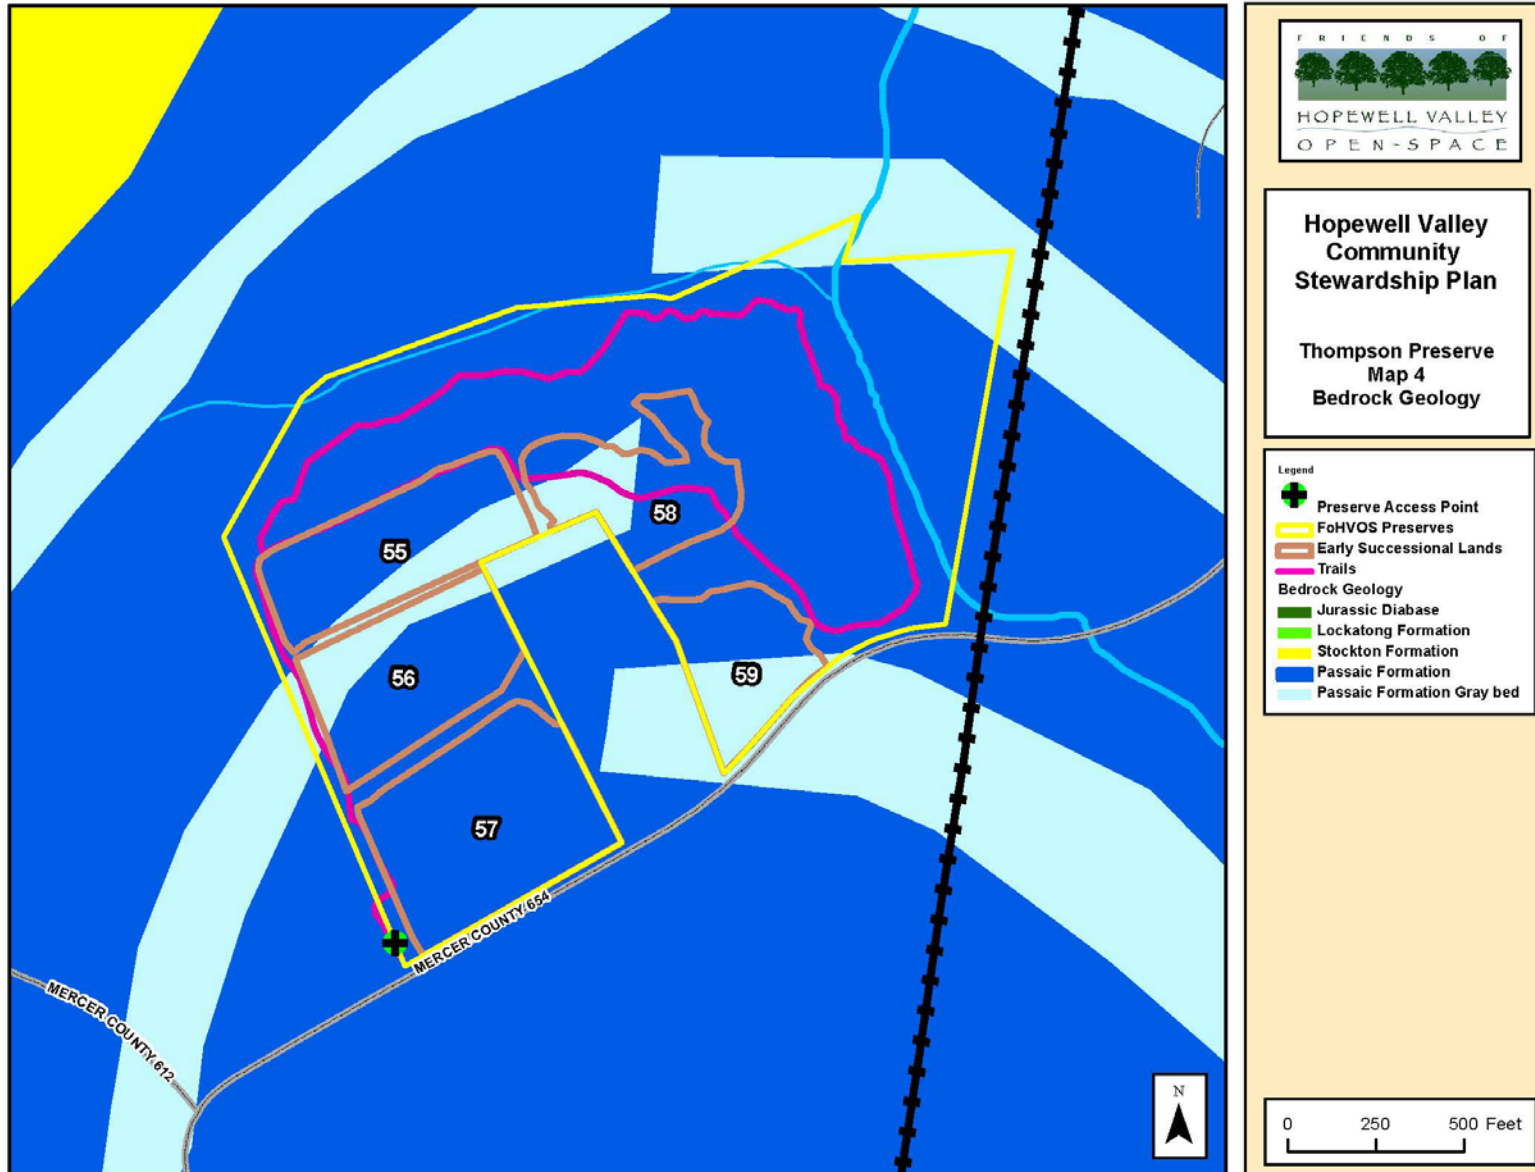 FRIENDS OF
HOPEWELL VALLEY
OPEN-SPACE
Hopewell Valley
Community
Stewardship Plan
Thompson Preserve
Map 4
Bedrock Geology
Legend
Preserve Access Point
FoHVOS Preserves
Early Successional Lands
Trails
Bedrock Geology
Jurassic Diabase
Lockatong Formation
Stockton Formation
Passaic Formation
Passaic Formation Gray bed
0 250 500 Feet
N
55
56
57
58
59
MERCER COUNTY 654
MERCER COUNTY 612